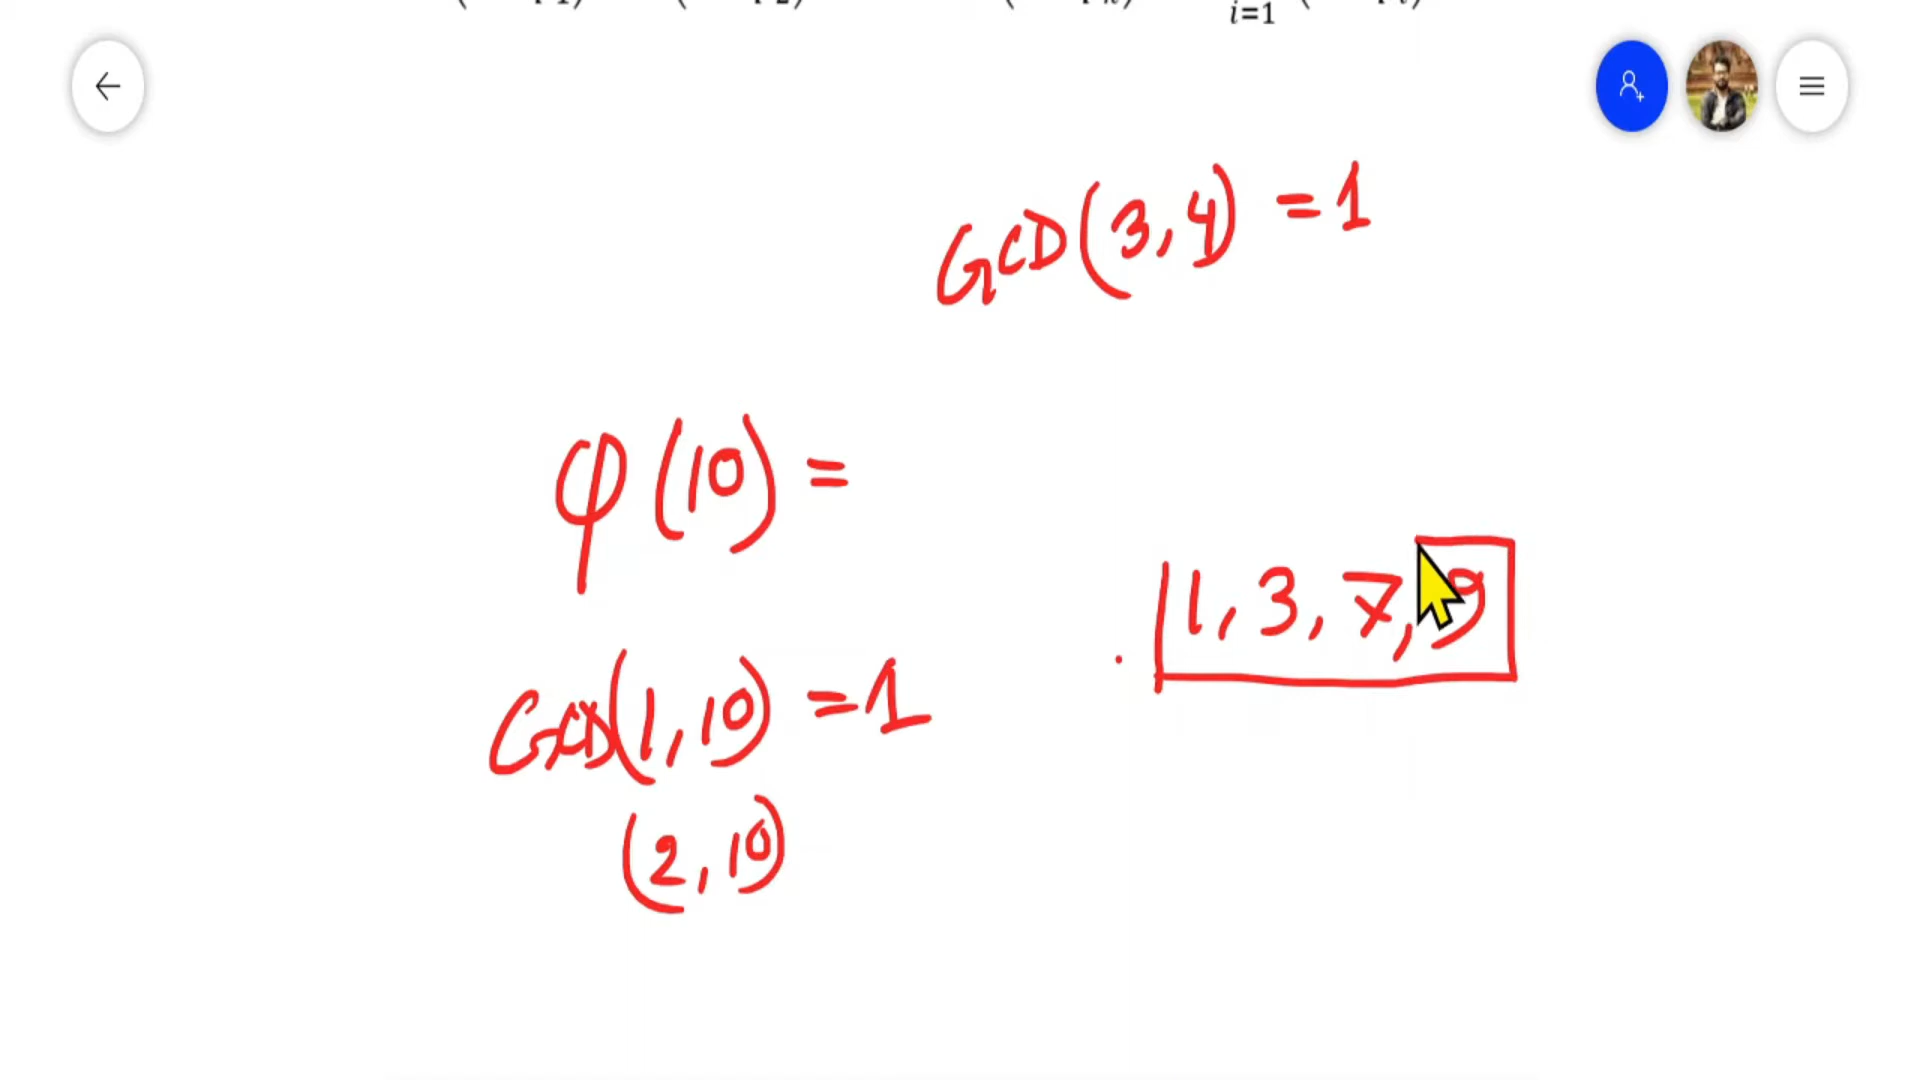 i=1
GCD(3,4) =1
φ(10) =
1, 3, 7, 9
GCD(1,10) =1
(2,10)